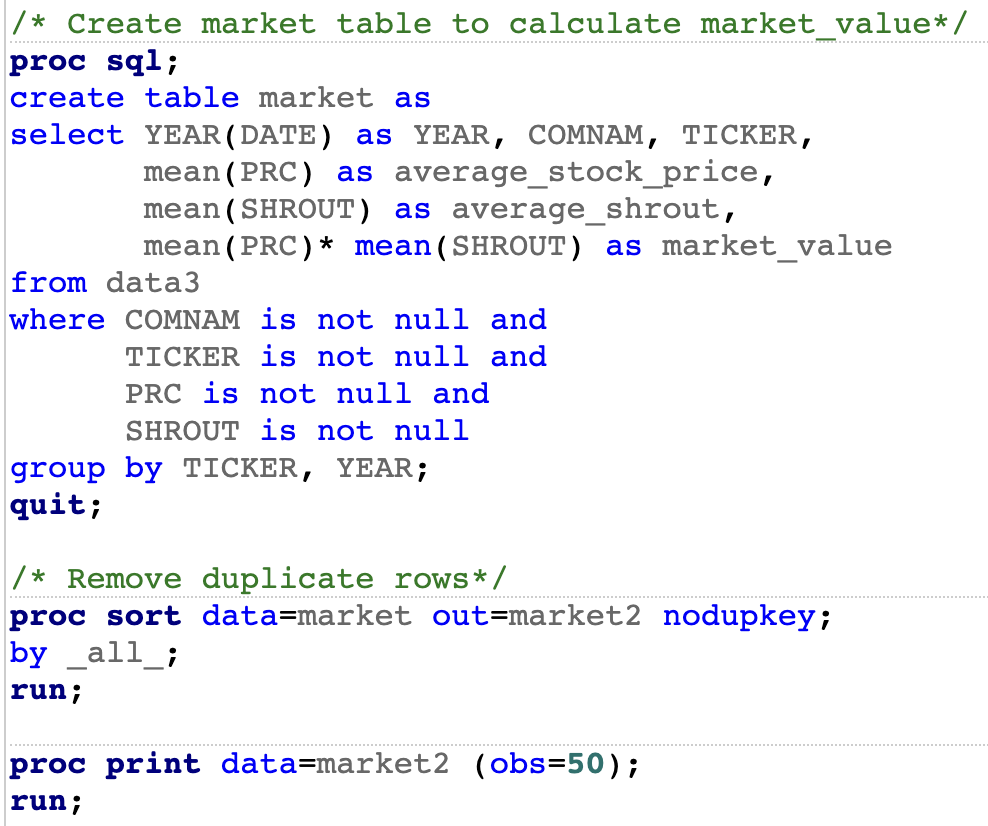 /* Create market table to calculate market_value*/
proc sql;
create table market as
select YEAR(DATE) as YEAR, COMNAM, TICKER,
       mean(PRC) as average_stock_price,
       mean(SHROUT) as average_shrout,
       mean(PRC)* mean(SHROUT) as market_value
from data3
where COMNAM is not null and
      TICKER is not null and
      PRC is not null and
      SHROUT is not null
group by TICKER, YEAR;
quit;

/* Remove duplicate rows*/
proc sort data=market out=market2 nodupkey;
by _all_;
run;

proc print data=market2 (obs=50);
run;